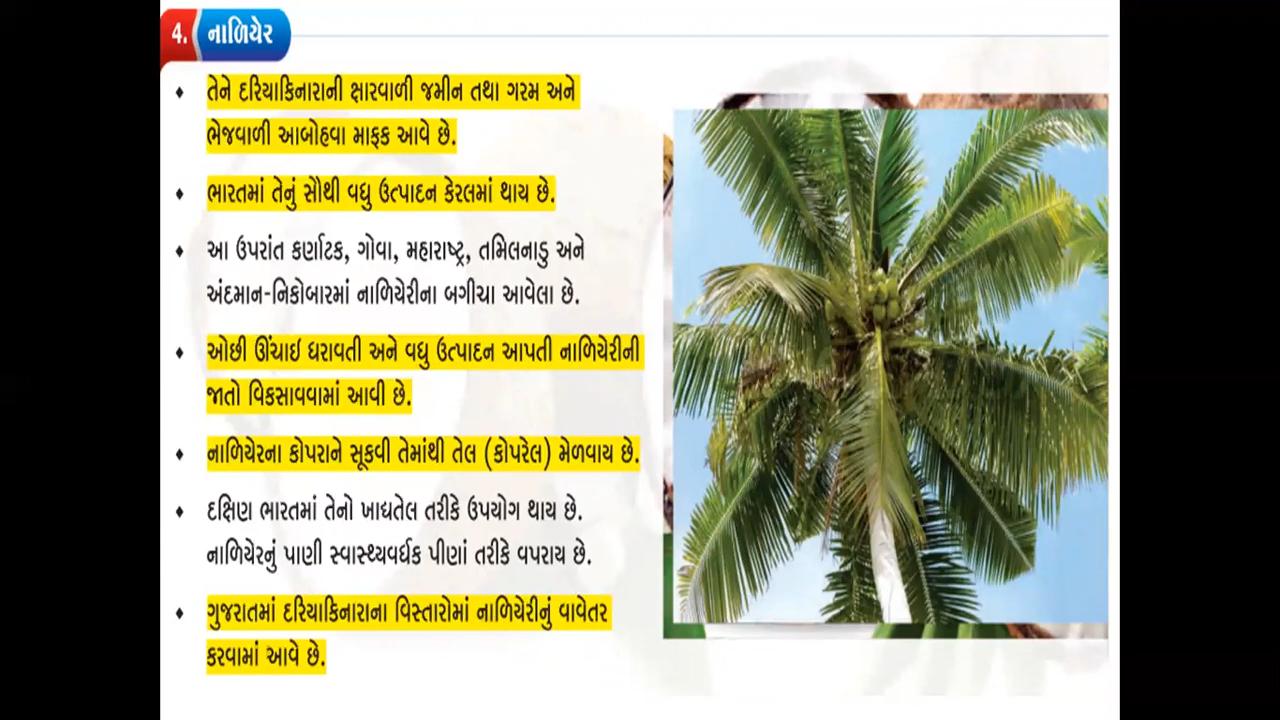 4. નાળિયેર
♦ તેને દરિયાકિનારાની ક્ષારવાળી જમીન તથા ગરમ અને
ભેજવાળી આબોહવા માફક આવે છે.
♦ ભારતમાં તેનું સૌથી વધુ ઉત્પાદન કેરલમાં થાય છે.
♦ આ ઉપરાંત કર્ણાટક, ગોવા, મહારાષ્ટ્ર, તમિલનાડુ અને
અંદમાન-નિકોબારમાં નાળિયેરીના બગીચા આવેલા છે.
♦ ઓછી ઊંચાઈ ધરાવતી અને વધુ ઉત્પાદન આપતી નાળિયેરીની
જાતો વિકસાવવામાં આવી છે.
♦ નાળિયેરના કોપરાને સૂકવી તેમાંથી તેલ (કોપરેલ) મેળવાય છે.
♦ દક્ષિણ ભારતમાં તેનો ખાદ્યતેલ તરીકે ઉપયોગ થાય છે.
નાળિયેરનું પાણી સ્વાસ્થ્યવર્ધક પીણાં તરીકે વપરાય છે.
♦ ગુજરાતમાં દરિયાકિનારાના વિસ્તારોમાં નાળિયેરીનું વાવેતર
કરવામાં આવે છે.